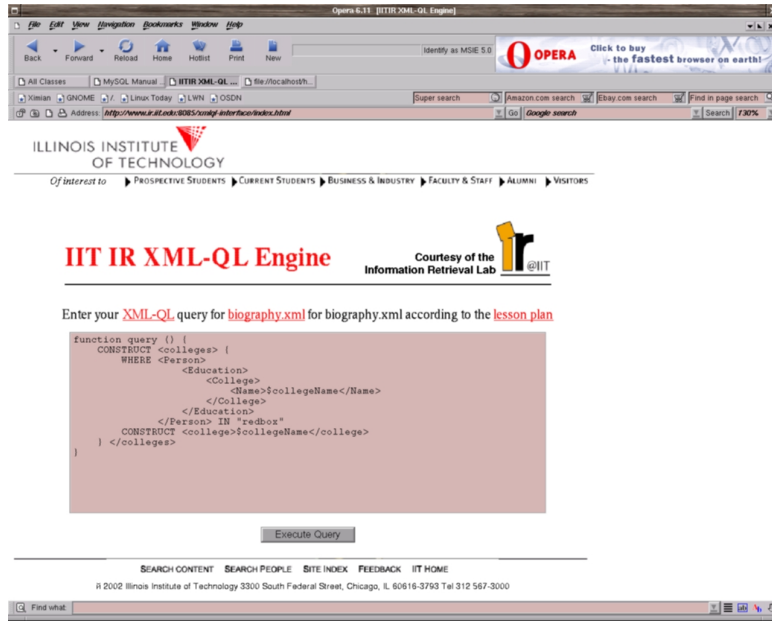 Opera 6.11 [IITIR XML-QL Engine]
File Edit View Navigation Bookmarks Window Help
Back Forward Reload Home Hotlist Print New Identify as MSIE 5.0 OPERA Click to buy
- the fastest browser on earth!
All Classes MySQL Manual ... IITIR XML-QL ... file://localhost/h...
Ximian GNOME /. Linux Today LWN OSDN Super search Amazon.com search Ebay.com search Find in page search
Address http://www.ir.iit.edu:8085/xmlql-interface/index.html Go Google search Search 130%
ILLINOIS INSTITUTE
OF TECHNOLOGY
Of interest to PROSPECTIVE STUDENTS CURRENT STUDENTS BUSINESS & INDUSTRY FACULTY & STAFF ALUMNI VISITORS
IIT IR XML-QL Engine
Courtesy of the
Information Retrieval Lab
ir @IIT
Enter your XML-QL query for biography.xml for biography.xml according to the lesson plan
function query () {
CONSTRUCT <colleges> {
WHERE <Person>
<Education>
<College>
<Name>$collegeName</Name>
</College>
</Education>
</Person> IN "redbox"
CONSTRUCT <college>$collegeName</college>
} </colleges>
}
Execute Query
SEARCH CONTENT SEARCH PEOPLE SITE INDEX FEEDBACK IIT HOME
2002 Illinois Institute of Technology 3300 South Federal Street, Chicago, IL 60616-3793 Tel 312 567-3000
Find what: